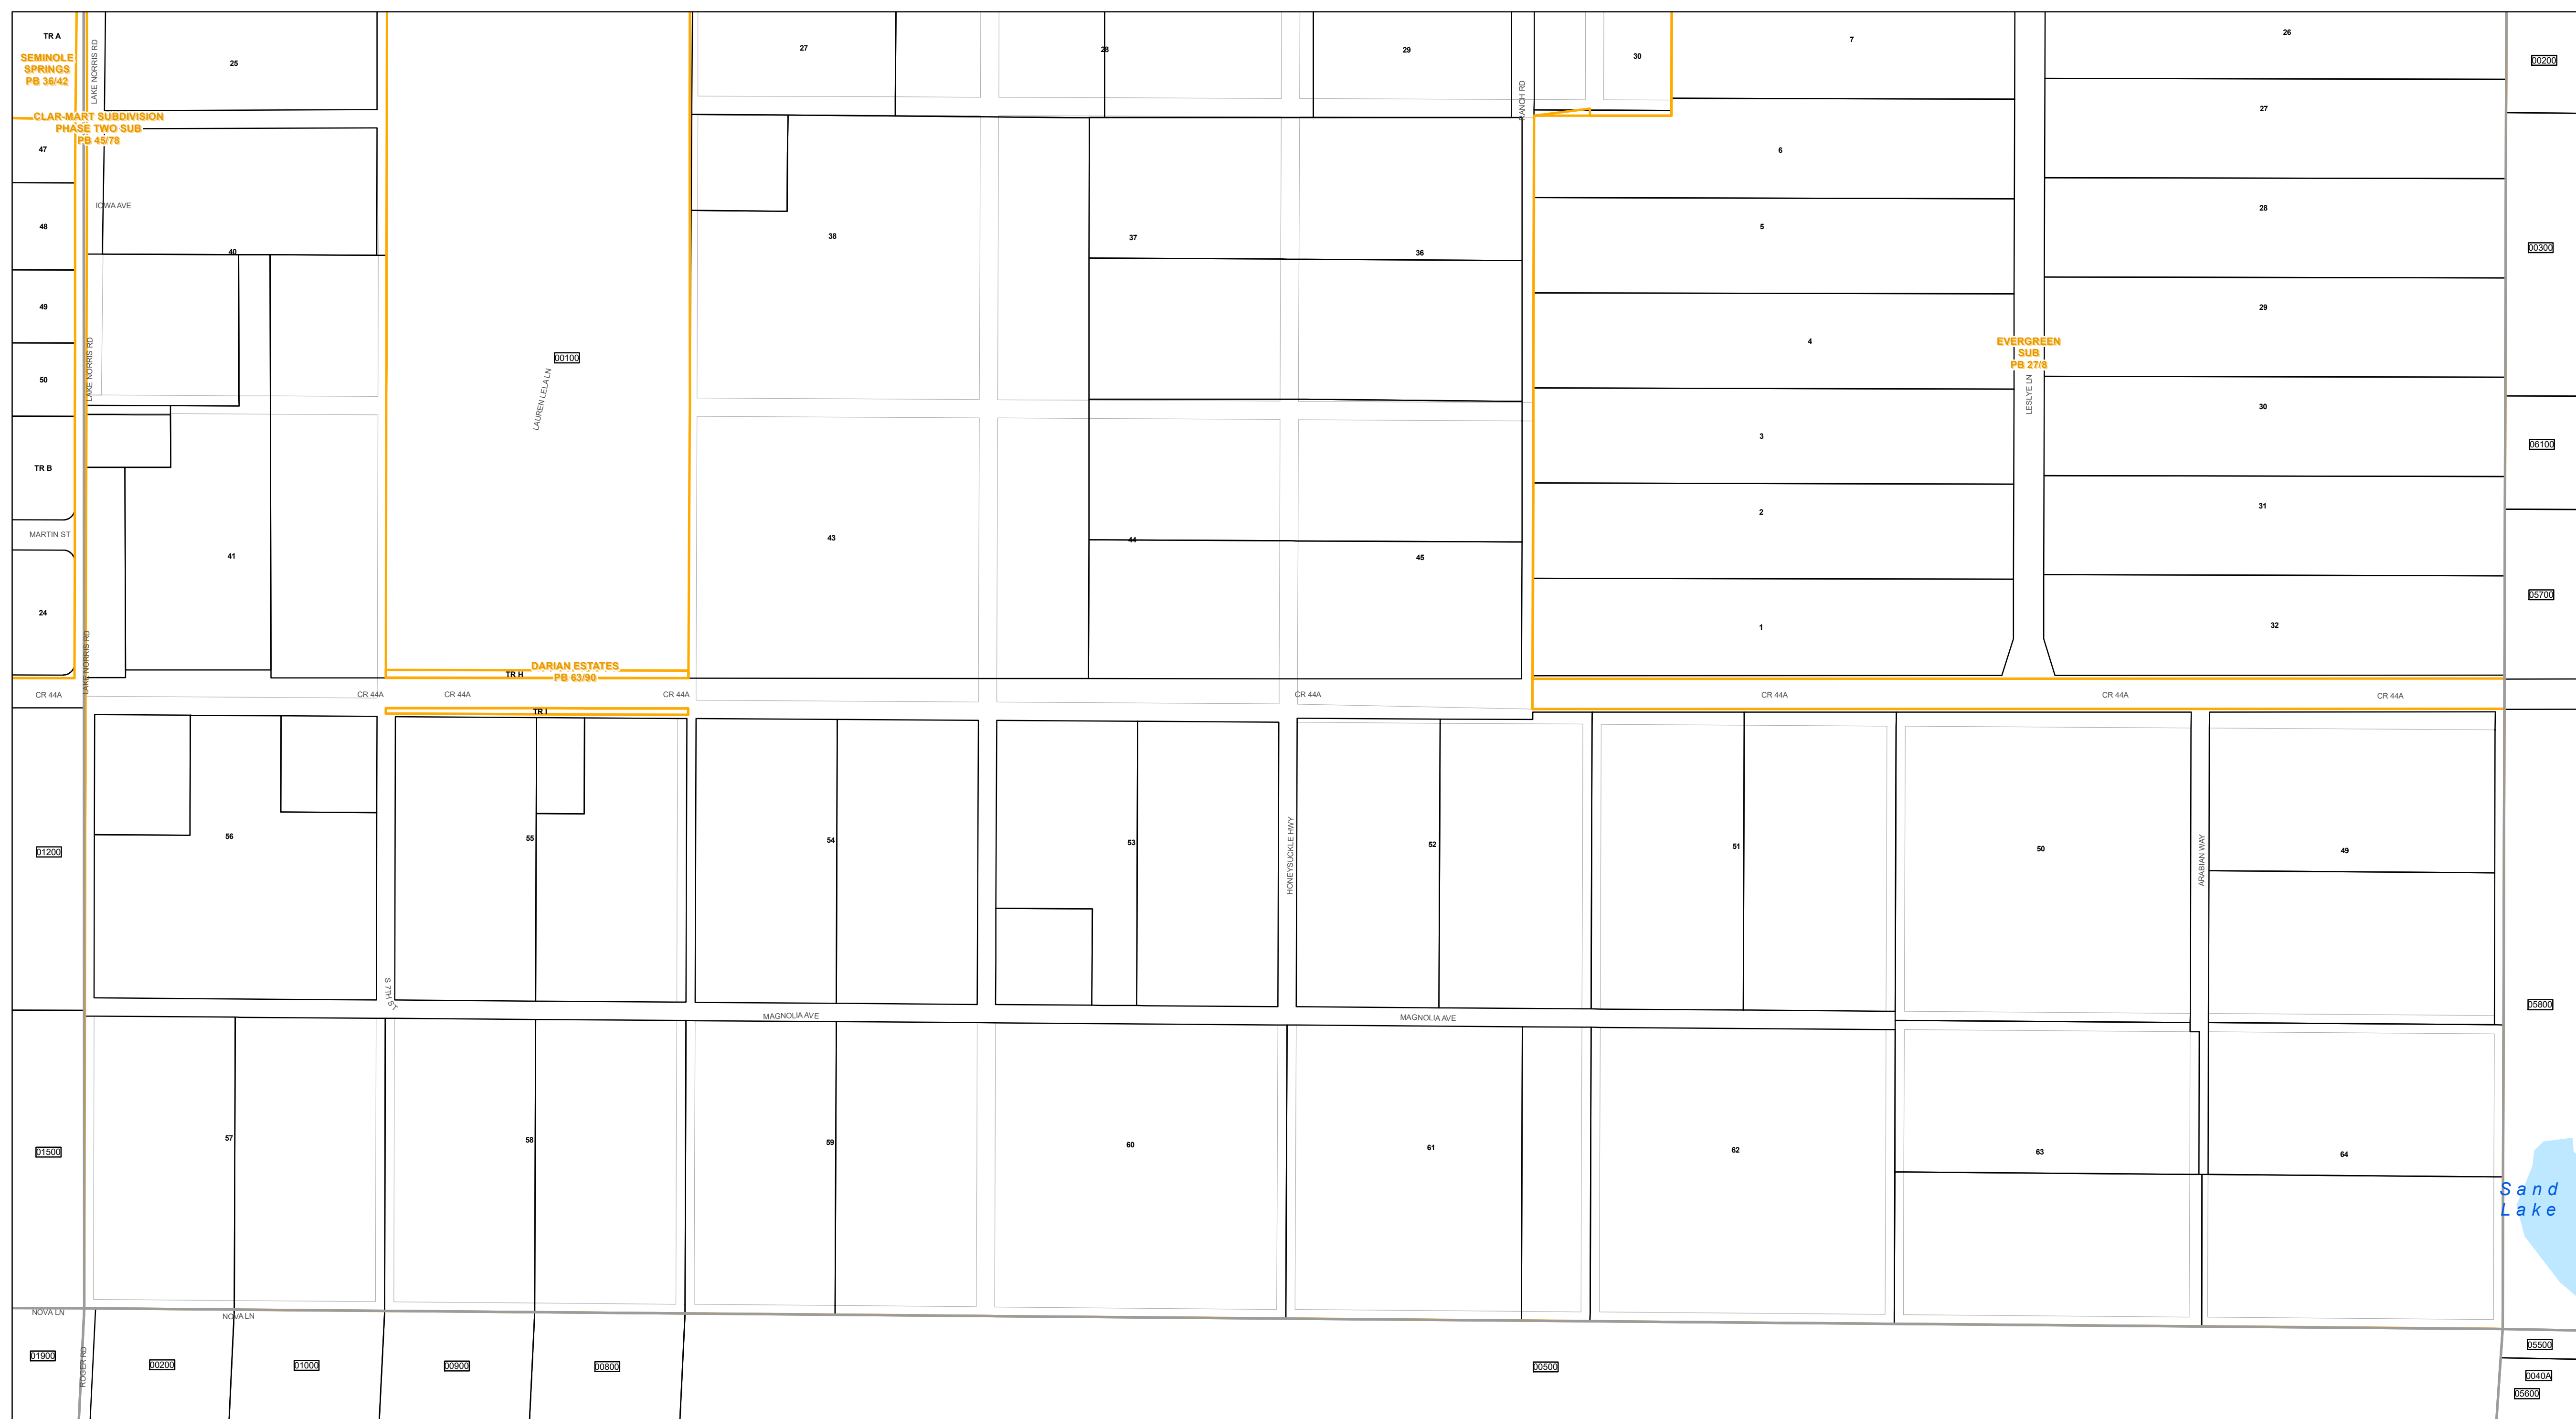 TR A
SEMINOLE
SPRINGS
PB 36/42
LAKE NORRIS RD
25
27
28
29
RANCH RD
30
7
26
00200
CLAR-MART SUBDIVISION
PHASE TWO SUB
PB 45/78
47
6
27
48
IOWA AVE
40
38
37
36
5
28
00300
49
29
50
LAKE NORRIS RD
00100
LAUREN LELA LN
4
EVERGREEN
SUB
PB 27/8
LESLYE LN
30
3
06100
TR B
MARTIN ST
41
43
44
45
2
31
05700
24
1
32
LAKE NORRIS RD
DARIAN ESTATES
PB 63/90
TR H
CR 44A
CR 44A
CR 44A
CR 44A
CR 44A
CR 44A
CR 44A
CR 44A
TR I
01200
56
55
54
53
HONEYSUCKLE HWY
52
51
50
ARABIAN WAY
49
S 7TH ST
MAGNOLIA AVE
MAGNOLIA AVE
05800
01500
57
58
59
60
61
62
63
64
Sand
Lake
NOVA LN
NOVA LN
01900
ROGER RD
00200
01000
00900
00800
00500
05500
0040A
05600